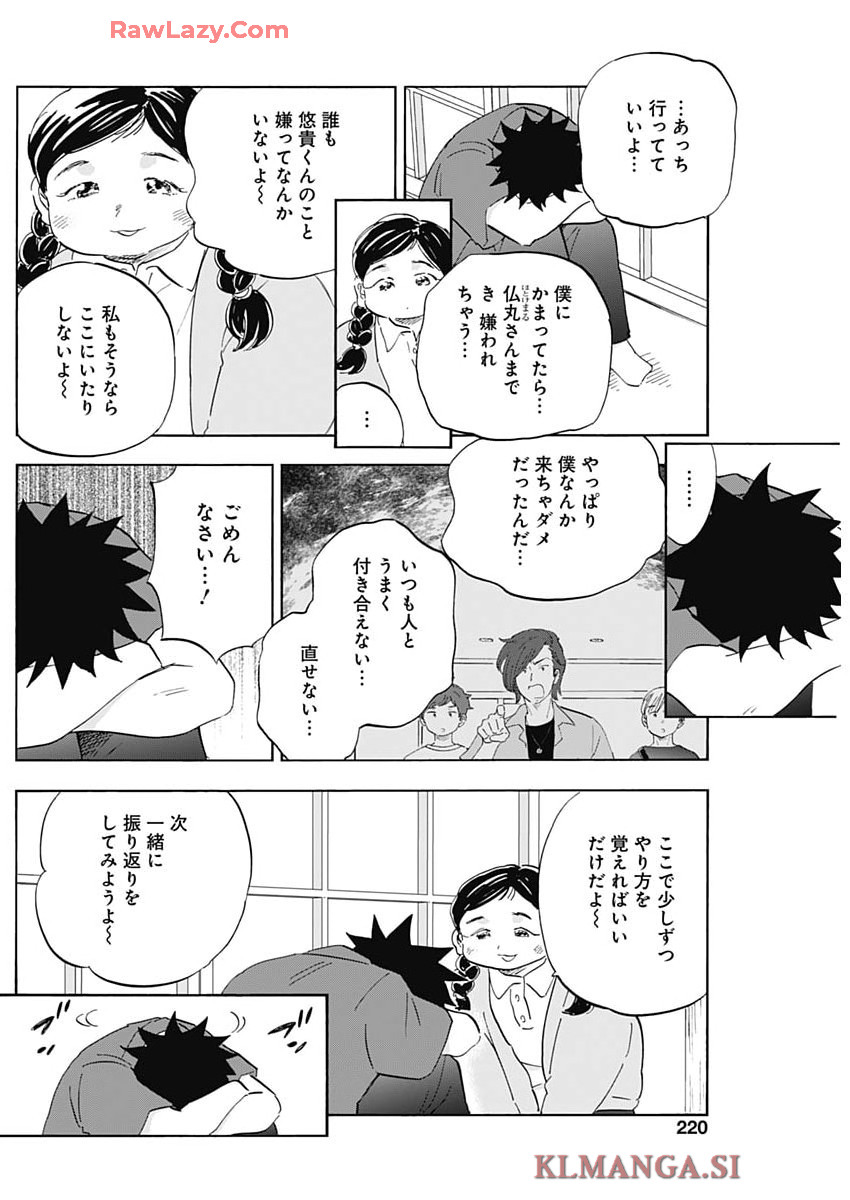 RawLazy.Com
…あっち
行ってて
いいよ…
僕に
かまってたら…
仏丸さんまで
ほとけまる
き 嫌われ
ちゃう…
…
誰も
悠貴くんのこと
嫌ってなんか
いないよ〜
私もそうなら
ここにいたり
しないよ〜
……
やっぱり
僕なんか
来ちゃダメ
だったんだ…
いつも人と
うまく
付き合えない…
直せない…
ごめん
なさい…！
ここで少しずつ
やり方を
覚えればいい
だけだよ〜
次
一緒に
振り返りを
してみようよ〜
220
KLMANGA.SI